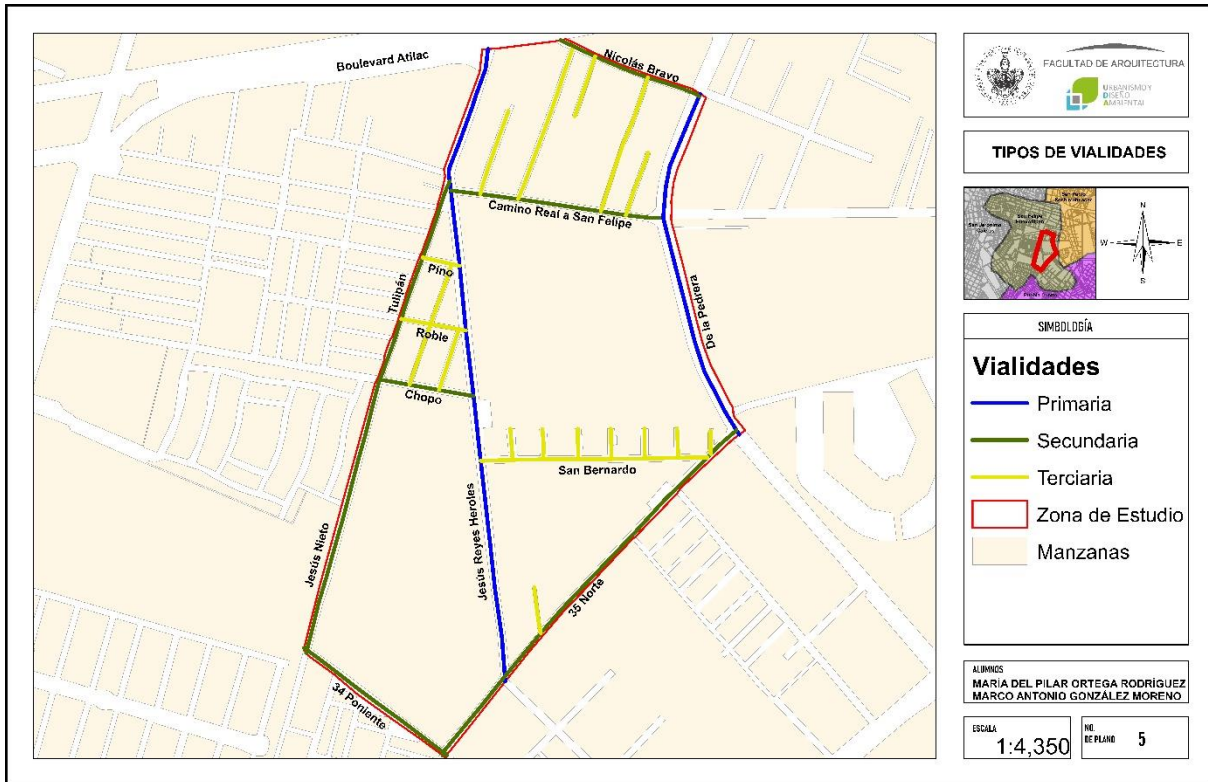 Boulevard Atilac
Nicolás Bravo
Camino Real a San Felipe
Pino
Tulipán
Roble
De la Pedrera
Chopo
San Bernardo
Jesús Nieto
Jesús Reyes Heroles
35 Norte
34 Poniente
FACULTAD DE ARQUITECTURA
URBANISMO Y
DISEÑO
AMBIENTAL
TIPOS DE VIALIDADES
N
W
E
S
SIMBOLOGÍA
Vialidades
Primaria
Secundaria
Terciaria
Zona de Estudio
Manzanas
ALUMNOS
MARÍA DEL PILAR ORTEGA RODRÍGUEZ
MARCO ANTONIO GONZÁLEZ MORENO
ESCALA
1:4,350
NO.
DE PLANO 5